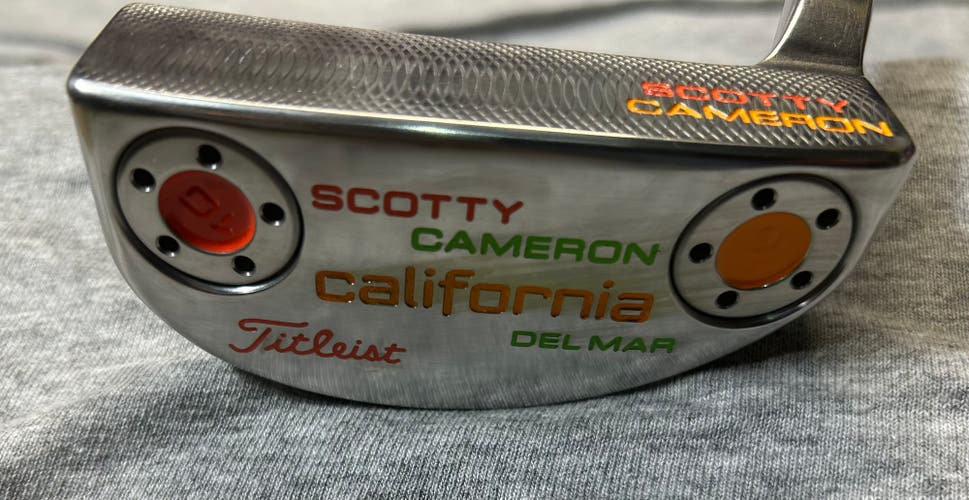 SCOTTY
CAMERON
SCOTTY
CAMERON
california
Titleist
DEL MAR